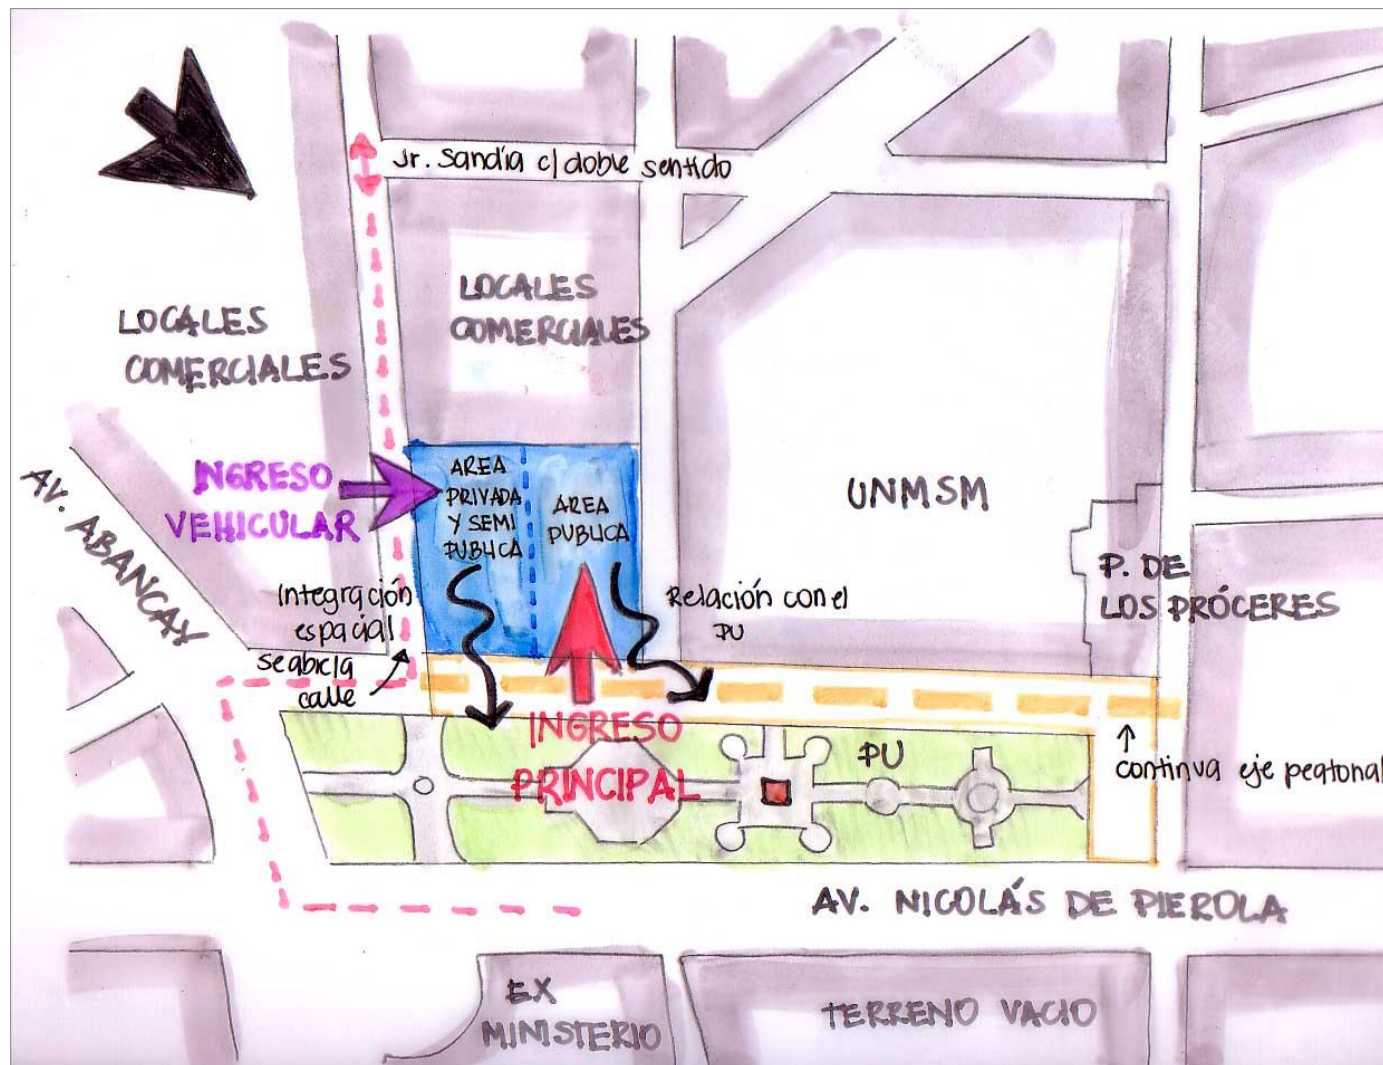 Jr. Sandía c/ doble sentido
LOCALES
COMERCIALES
LOCALES
COMERCIALES
AV. ABANCAY
INGRESO
VEHICULAR
AREA
PRIVADA
Y SEMI
PUBLICA
AREA
PUBLICA
UNMSM
P. DE
LOS PRÓCERES
Integración
espacial
se abic/a
calle
Relación con el
PU
INGRESO
PRINCIPAL
PU
continua eje peatonal
AV. NICOLÁS DE PIEROLA
EX
MINISTERIO
TERRENO VACIO